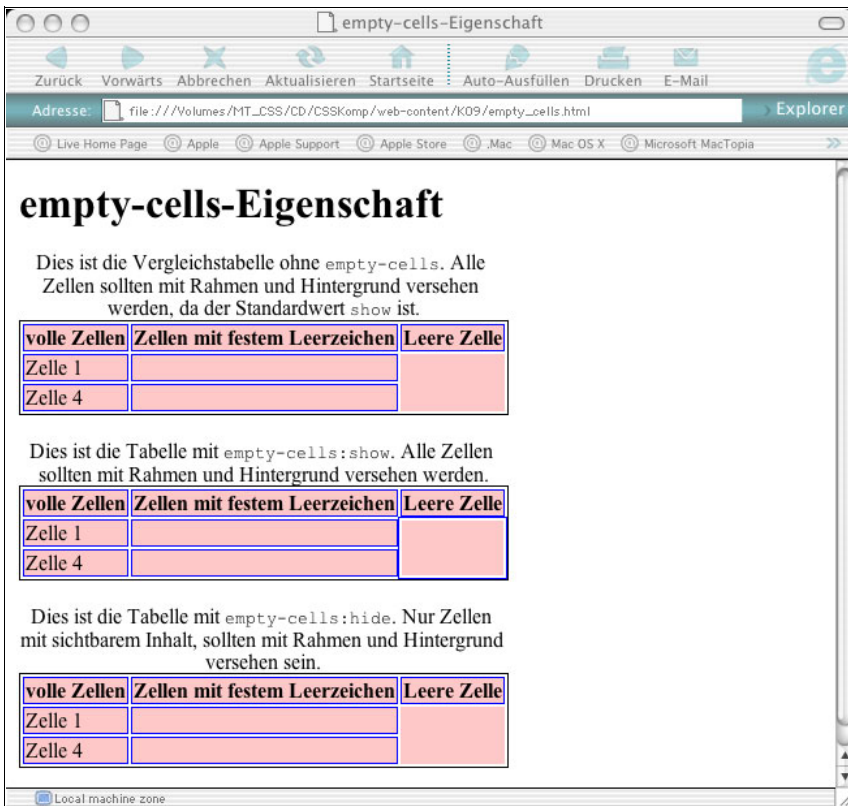 empty-cells-Eigenschaft
Zurück Vorwärts Abbrechen Aktualisieren Startseite Auto-Ausfüllen Drucken E-Mail
Adresse: file:///Volumes/MT_CSS/CD/CSSKomp/web-content/K09/empty_cells.html Explorer
Live Home Page Apple Apple Support Apple Store .Mac Mac OS X Microsoft MacTopia
empty-cells-Eigenschaft
Dies ist die Vergleichstabelle ohne empty-cells. Alle
Zellen sollten mit Rahmen und Hintergrund versehen
werden, da der Standardwert show ist.
volle Zellen Zellen mit festem Leerzeichen Leere Zelle
Zelle 1
Zelle 4
Dies ist die Tabelle mit empty-cells:show. Alle Zellen
sollten mit Rahmen und Hintergrund versehen werden.
volle Zellen Zellen mit festem Leerzeichen Leere Zelle
Zelle 1
Zelle 4
Dies ist die Tabelle mit empty-cells:hide. Nur Zellen
mit sichtbarem Inhalt, sollten mit Rahmen und Hintergrund
versehen sein.
volle Zellen Zellen mit festem Leerzeichen Leere Zelle
Zelle 1
Zelle 4
Local machine zone